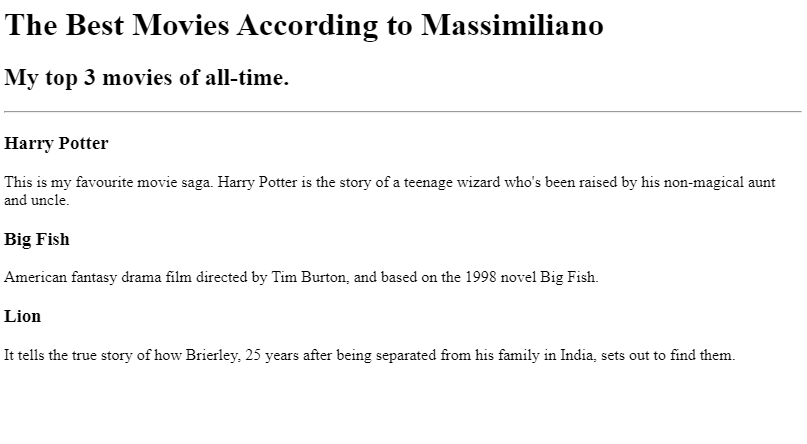 The Best Movies According to Massimiliano
My top 3 movies of all-time.
Harry Potter
This is my favourite movie saga. Harry Potter is the story of a teenage wizard who's been raised by his non-magical aunt
and uncle.
Big Fish
American fantasy drama film directed by Tim Burton, and based on the 1998 novel Big Fish.
Lion
It tells the true story of how Brierley, 25 years after being separated from his family in India, sets out to find them.